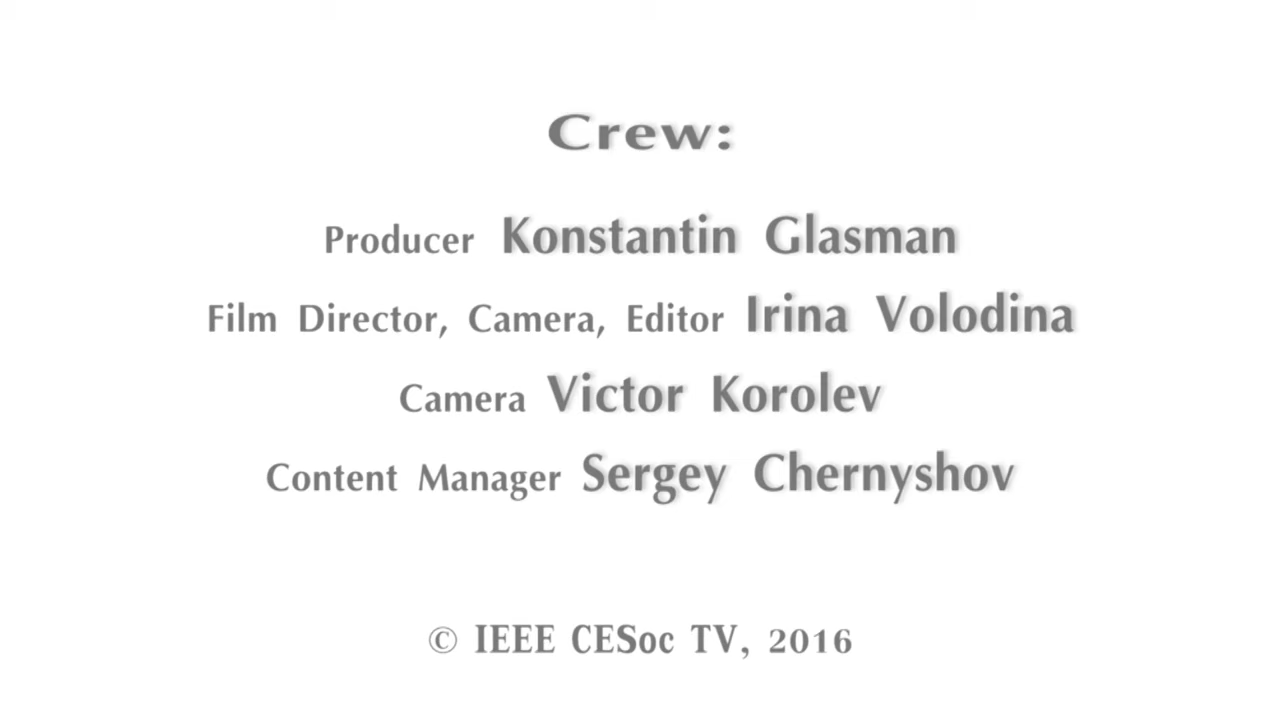 Crew:
Producer Konstantin Glasman
Film Director, Camera, Editor Irina Volodina
Camera Victor Korolev
Content Manager Sergey Chernyshov
© IEEE CESoc TV, 2016